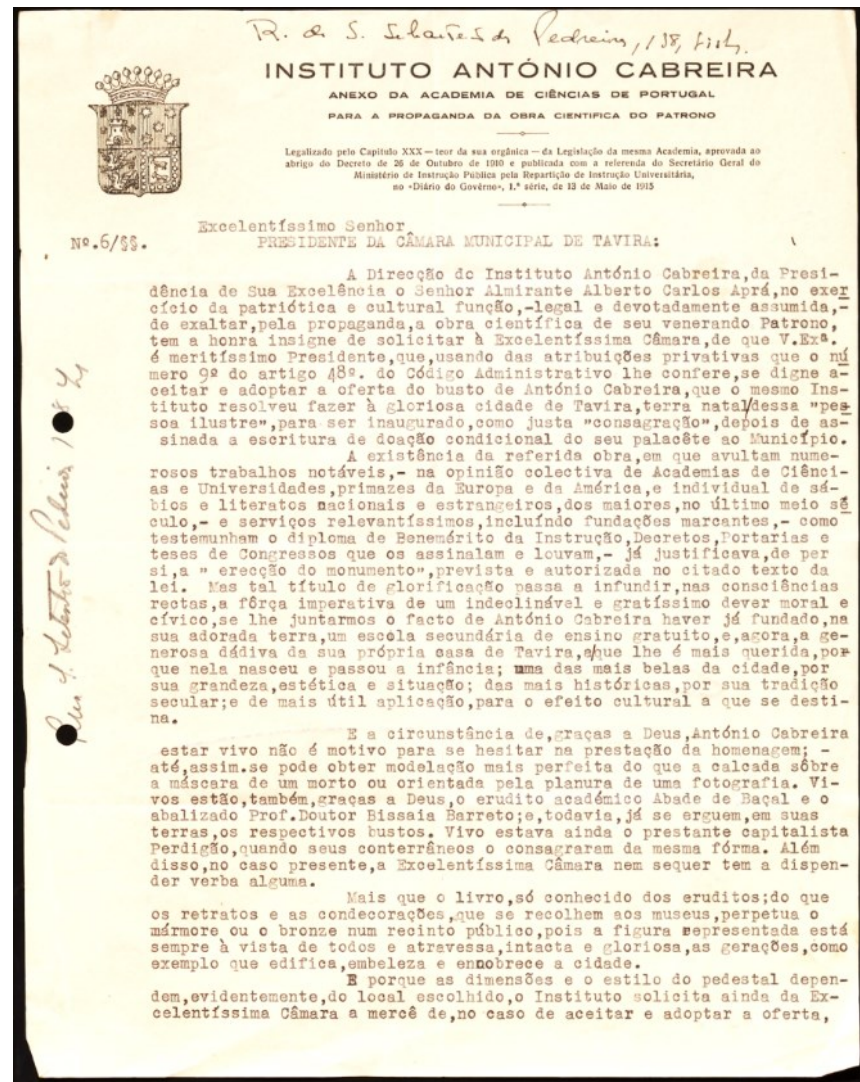 R. de S. Sebastião da Pedreira, 138, Lisb.
INSTITUTO ANTÓNIO CABREIRA
ANEXO DA ACADEMIA DE CIÊNCIAS DE PORTUGAL
PARA A PROPAGANDA DA OBRA CIENTIFICA DO PATRONO
Legalizado pelo Capítulo XXX — teor da sua orgânica — da Legislação da mesma Academia, aprovada ao
abrigo do Decreto de 26 de Outubro de 1910 e publicada com a referenda do Secretário Geral do
Ministério de Instrução Pública pela Repartição de Instrução Universitária,
no «Diário do Govêrno», 1.ª série, de 13 de Maio de 1915
Excelentíssimo Senhor
Nº.6/§§. PRESIDENTE DA CÂMARA MUNICIPAL DE TAVIRA:
A Direcção do Instituto António Cabreira,da Presi-
dência de Sua Excelência o Senhor Almirante Alberto Carlos Aprá,no exer
cício da patriótica e cultural função,-legal e devotadamente assumida,-
de exaltar,pela propaganda,a obra científica de seu venerando Patrono,
tem a honra insigne de solicitar à Excelentíssima Câmara,de que V.Exª.
é meritíssimo Presidente,que,usando das atribuições privativas que o nú
mero 9º do artigo 48º. do Código Administrativo lhe confere,se digne a-
ceitar e adoptar a oferta do busto de António Cabreira,que o mesmo Ins-
tituto resolveu fazer à gloriosa cidade de Tavira,terra natal/dessa "pes
soa ilustre",para ser inaugurado,como justa "consagração",depois de as-
sinada a escritura de doação condicional do seu palacête ao Município.
A existência da referida obra,em que avultam nume-
rosos trabalhos notáveis,- na opinião colectiva de Academias de Ciênci-
as e Universidades,primazes da Europa e da América,e individual de sá-
bios e literatos nacionais e estrangeiros,dos maiores,no último meio sé
culo,- e serviços relevantíssimos,incluíndo fundações marcantes,- como
testemunham o diploma de Benemérito da Instrução,Decretos,Portarias e
teses de Congressos que os assinalam e louvam,- já justificava,de per
si,a " erecção do monumento",prevista e autorizada no citado texto da
lei. Mas tal título de glorificação passa a infundir,nas consciências
rectas,a fôrça imperativa de um indeclinável e gratíssimo dever moral e
cívico,se lhe juntarmos o facto de António Cabreira haver já fundado,na
sua adorada terra,um escola secundária de ensino gratuito,e,agora,a ge-
nerosa dádiva da sua própria casa de Tavira,a/que lhe é mais querida,por
que nela nasceu e passou a infância; uma das mais belas da cidade,por
sua grandeza,estética e situação; das mais históricas,por sua tradição
secular;e de mais útil aplicação,para o efeito cultural a que se desti-
na.
E a circunstância de,graças a Deus,António Cabreira
estar vivo não é motivo para se hesitar na prestação da homenagem; -
até,assim.se pode obter modelação mais perfeita do que a calcada sôbre
a máscara de um morto ou orientada pela planura de uma fotografia. Vi-
vos estão,também,graças a Deus,o erudito académico Abade de Baçal e o
abalizado Prof.Doutor Bissaia Barreto;e,todavia,já se erguem,em suas
terras,os respectivos bustos. Vivo estava ainda o prestante capitalista
Perdigão,quando seus conterrâneos o consagraram da mesma fórma. Além
disso,no caso presente,a Excelentíssima Câmara nem sequer tem a dispen-
der verba alguma.
Mais que o livro,só conhecido dos eruditos;do que
os retratos e as condecorações,que se recolhem aos museus,perpetua o
mármore ou o bronze num recinto público,pois a figura representada está
sempre à vista de todos e atravessa,intacta e gloriosa,as gerações,como
exemplo que edifica,embeleza e ennobrece a cidade.
E porque as dimensões e o estilo do pedestal depen-
dem,evidentemente,do local escolhido,o Instituto solicita ainda da Ex-
celentíssima Câmara a mercê de,no caso de aceitar e adoptar a oferta,
Rua S. Sebastião da Pedreira